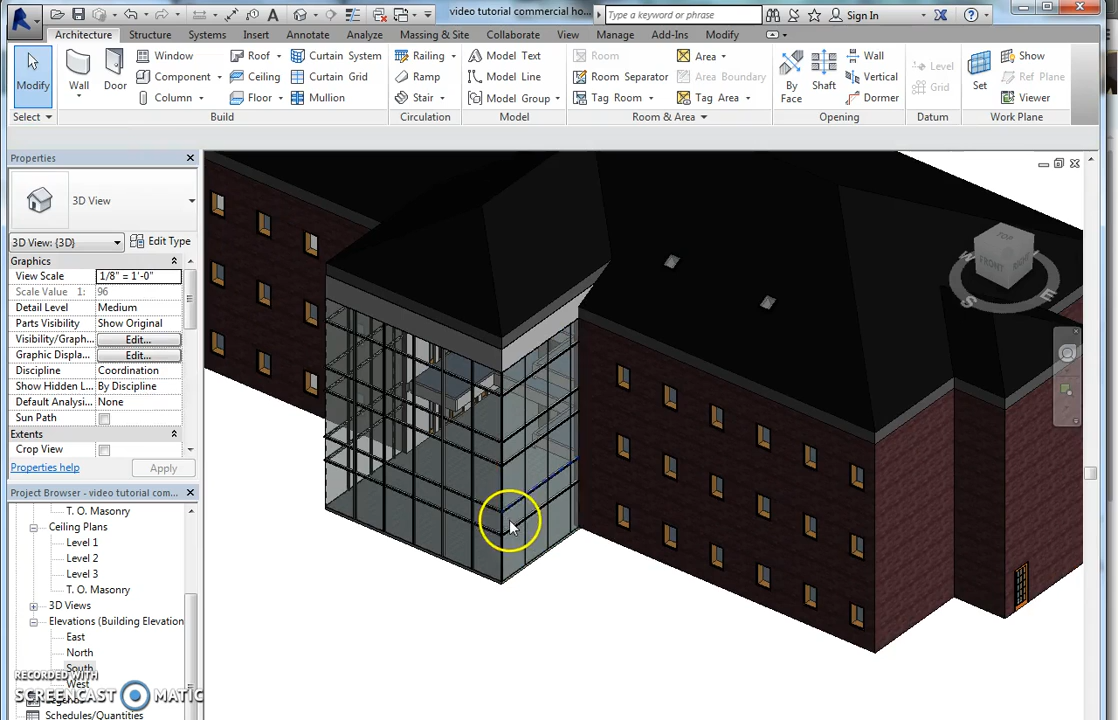 video tutorial commercial ho...
Type a keyword or phrase
Sign In
Architecture Structure Systems Insert Annotate Analyze Massing & Site Collaborate View Manage Add-Ins Modify
Modify
Select
Wall
Door
Window
Component
Column
Roof
Ceiling
Floor
Curtain System
Curtain Grid
Mullion
Build
Railing
Ramp
Stair
Circulation
Model Text
Model Line
Model Group
Model
Room
Room Separator
Tag Room
Area
Area Boundary
Tag Area
Room & Area
By Face
Shaft
Wall
Vertical
Dormer
Opening
Level
Grid
Datum
Set
Show
Ref Plane
Viewer
Work Plane
Properties
3D View
3D View: {3D} Edit Type
Graphics
View Scale 1/8" = 1'-0"
Scale Value 1: 96
Detail Level Medium
Parts Visibility Show Original
Visibility/Graph... Edit...
Graphic Displa... Edit...
Discipline Coordination
Show Hidden L... By Discipline
Default Analysi... None
Sun Path
Extents
Crop View
Properties help Apply
Project Browser - video tutorial com...
T. O. Masonry
Ceiling Plans
Level 1
Level 2
Level 3
T. O. Masonry
3D Views
Elevations (Building Elevation
East
North
South
West
Schedules/Quantities
RECORDED WITH
SCREENCAST MATIC
TOP
FRONT
RIGHT
W
S
E